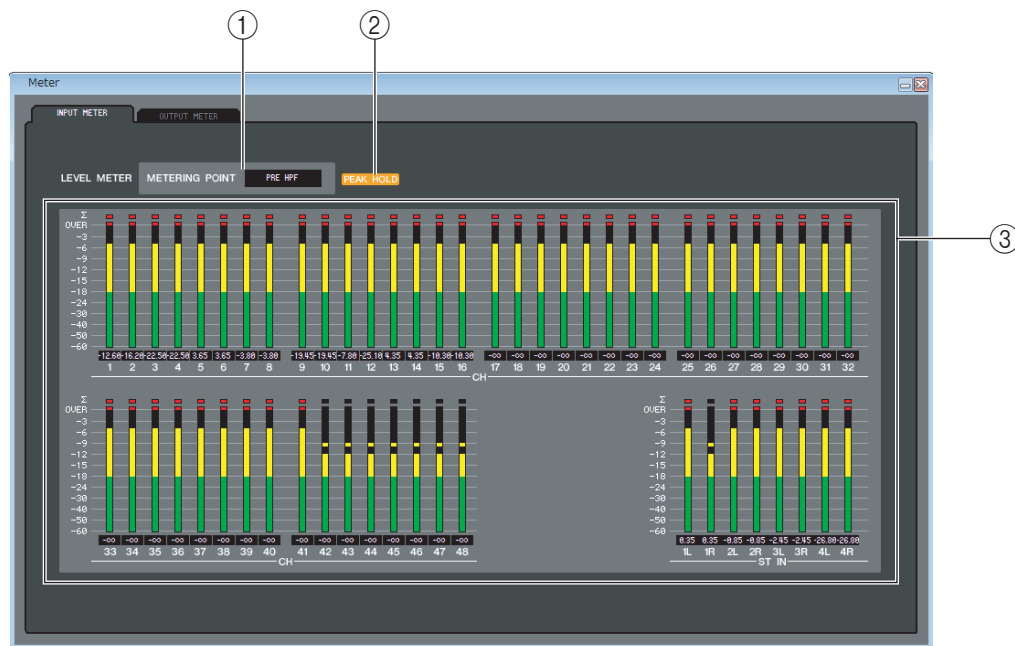 ① ②
Meter
INPUT METER OUTPUT METER
LEVEL METER METERING POINT PRE HPF PEAK HOLD
③
Σ
OVER
-3
-6
-9
-12
-15
-18
-24
-30
-40
-50
-60
-12.60 -16.20 -22.50 -22.50 3.65 3.65 -3.80 -3.80 -19.45 -19.45 -7.80 -25.10 4.35 4.35 -10.30 -10.30 -∞ -∞ -∞ -∞ -∞ -∞ -∞ -∞ -∞ -∞ -∞ -∞ -∞ -∞ -∞ -∞
1 2 3 4 5 6 7 8 9 10 11 12 13 14 15 16 17 18 19 20 21 22 23 24 25 26 27 28 29 30 31 32
CH
Σ Σ
OVER OVER
-3 -3
-6 -6
-9 -9
-12 -12
-15 -15
-18 -18
-24 -24
-30 -30
-40 -40
-50 -50
-60 -60
-∞ -∞ -∞ -∞ -∞ -∞ -∞ -∞ -∞ -∞ -∞ -∞ -∞ -∞ -∞ -∞ 0.35 0.35 -0.85 -0.85 -2.45 -2.45 -26.80 -26.80
33 34 35 36 37 38 39 40 41 42 43 44 45 46 47 48 1L 1R 2L 2R 3L 3R 4L 4R
CH ST IN